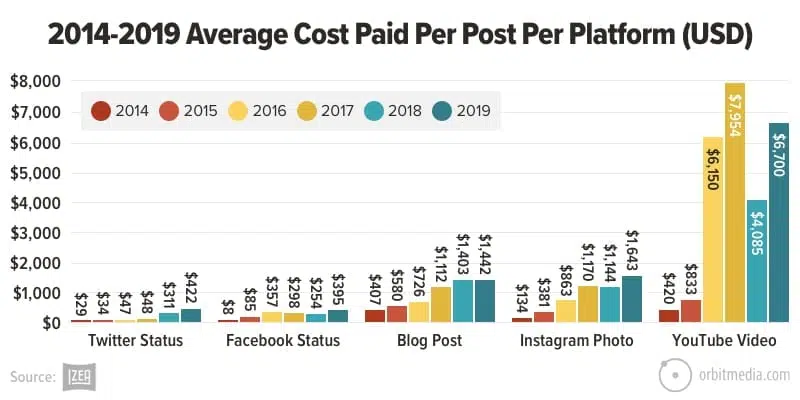 2014-2019 Average Cost Paid Per Post Per Platform (USD)
$8,000
$7,000
$6,000
$5,000
$4,000
$3,000
$2,000
$1,000
$0
2014 2015 2016 2017 2018 2019
$29 $34 $47 $48 $311 $422
$8 $85 $357 $298 $254 $395
$407 $580 $726 $1,112 $1,403 $1,442
$134 $381 $863 $1,170 $1,144 $1,643
$420 $833 $6,150 $7,954 $4,085 $6,700
Twitter Status Facebook Status Blog Post Instagram Photo YouTube Video
Source: IZEA orbitmedia.com